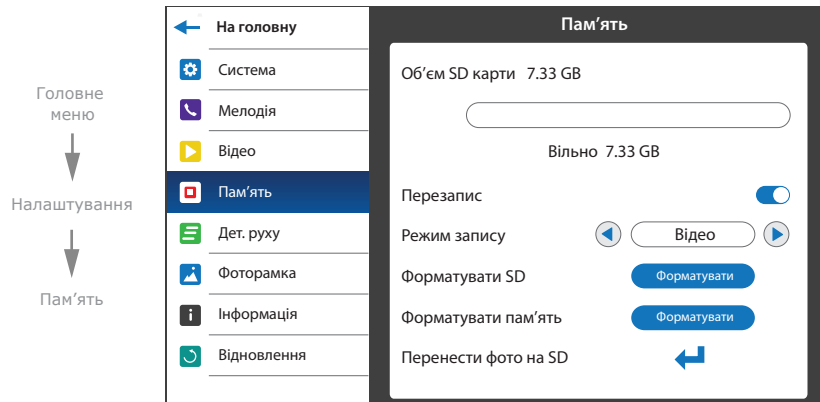 Головне
меню
Налаштування
Пам’ять
На головну
Система
Мелодія
Відео
Пам’ять
Дет. руху
Фоторамка
Інформація
Відновлення
Пам’ять
Об’єм SD карти 7.33 GB
Вільно 7.33 GB
Перезапис
Режим запису Відео
Форматувати SD Форматувати
Форматувати пам’ять Форматувати
Перенести фото на SD